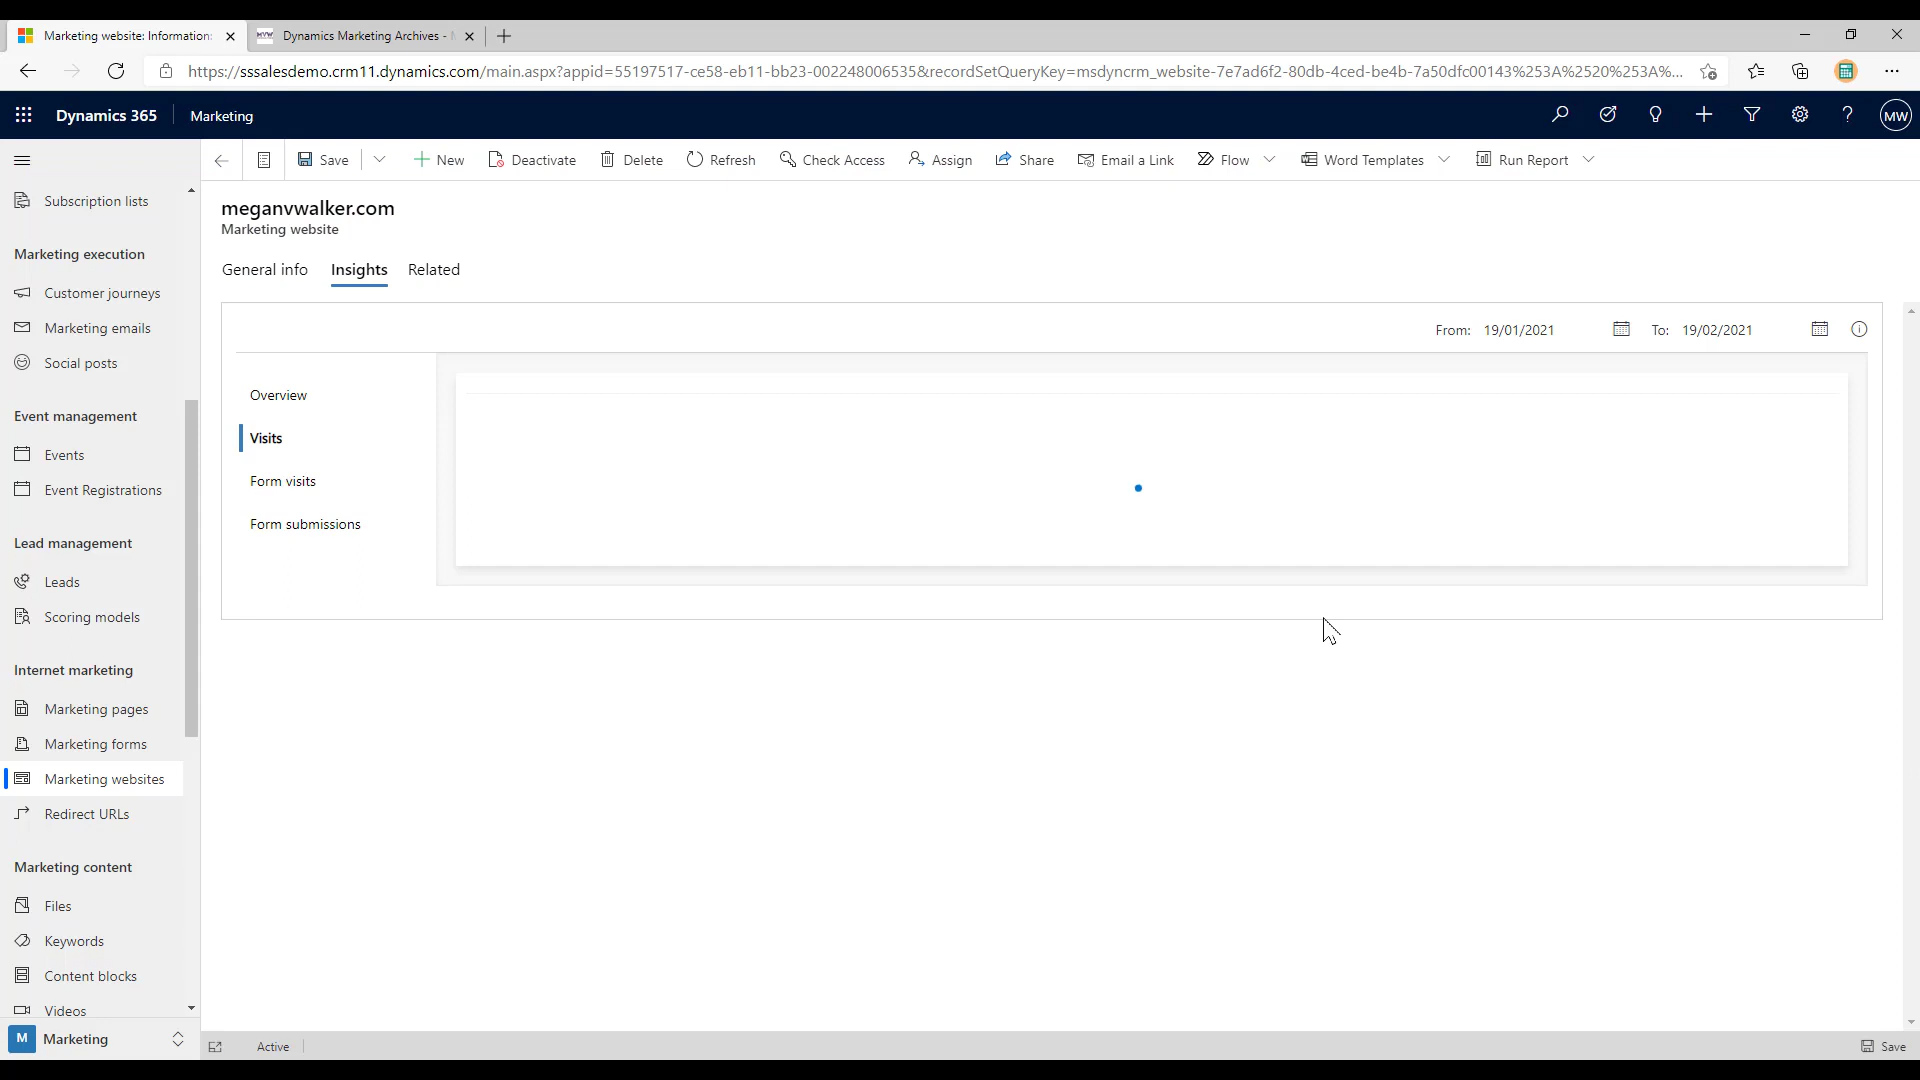 Marketing website: Information:
Dynamics Marketing Archives -
https://sssalesdemo.crm11.dynamics.com/main.aspx?appid=55197517-ce58-eb11-bb23-002248006535&recordSetQueryKey=msdyncrm_website-7e7ad6f2-80db-4ced-be4b-7a50dfc00143%253A%2520%253A%...
Dynamics 365 Marketing MW
Save New Deactivate Delete Refresh Check Access Assign Share Email a Link Flow Word Templates Run Report
Subscription lists
Marketing execution
Customer journeys
Marketing emails
Social posts
Event management
Events
Event Registrations
Lead management
Leads
Scoring models
Internet marketing
Marketing pages
Marketing forms
Marketing websites
Redirect URLs
Marketing content
Files
Keywords
Content blocks
Videos
M Marketing
meganvwalker.com
Marketing website
General info Insights Related
From: 19/01/2021 To: 19/02/2021
Overview
Visits
Form visits
Form submissions
Active Save